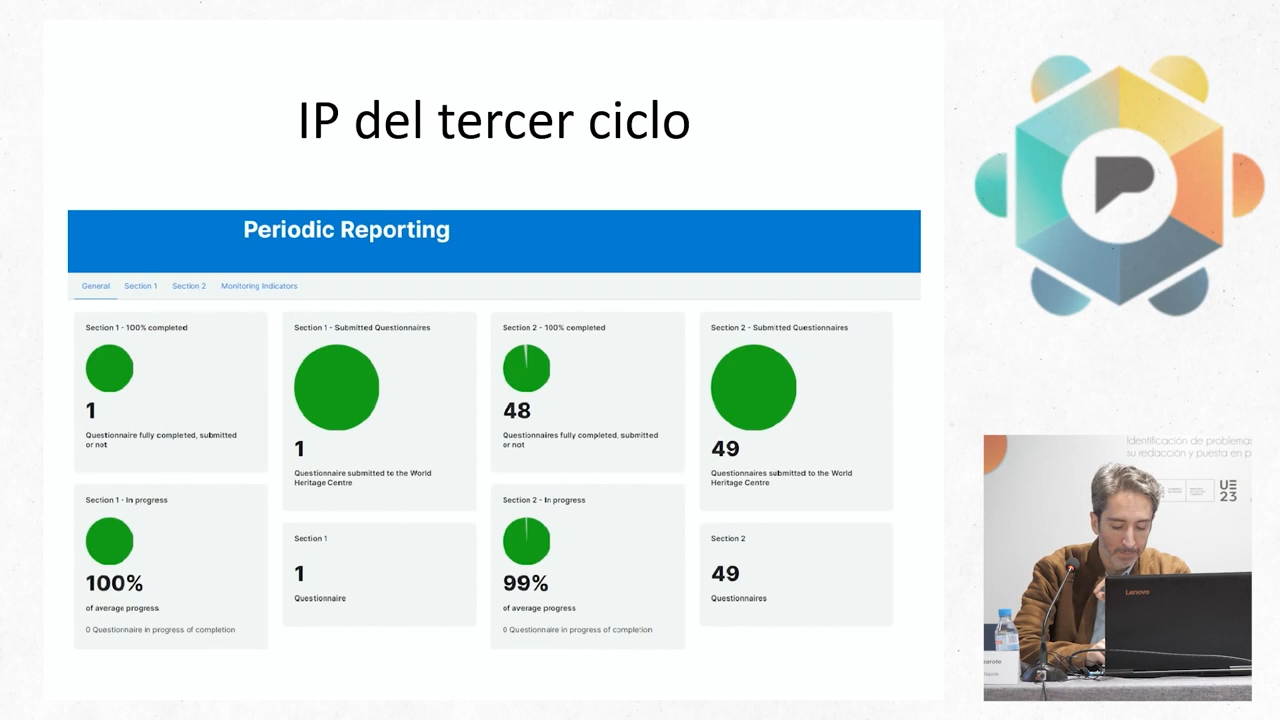 IP del tercer ciclo
Periodic Reporting
General
Section 1
Section 2
Monitoring Indicators
Section 1 - 100% completed
1
Questionnaire fully completed, submitted
or not
Section 1 - Submitted Questionnaires
1
Questionnaire submitted to the World
Heritage Centre
Section 2 - 100% completed
48
Questionnaires fully completed, submitted
or not
Section 2 - Submitted Questionnaires
49
Questionnaires submitted to the World
Heritage Centre
Section 1 - In progress
100%
of average progress
0 Questionnaire in progress of completion
Section 1
1
Questionnaire
Section 2 - In progress
99%
of average progress
0 Questionnaire in progress of completion
Section 2
49
Questionnaires
P
Identificación de problemas
su redacción y puesta en p
UE
23
Lenovo